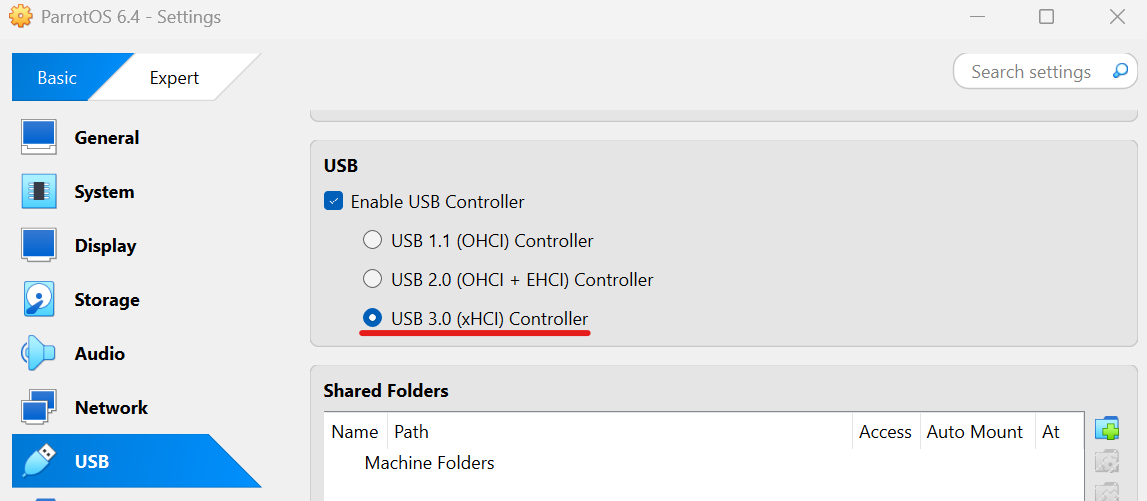 ParrotOS 6.4 - Settings
Basic Expert Search settings
General
System
Display
Storage
Audio
Network
USB
USB
Enable USB Controller
USB 1.1 (OHCI) Controller
USB 2.0 (OHCI + EHCI) Controller
USB 3.0 (xHCI) Controller
Shared Folders
Name Path Access Auto Mount At
Machine Folders